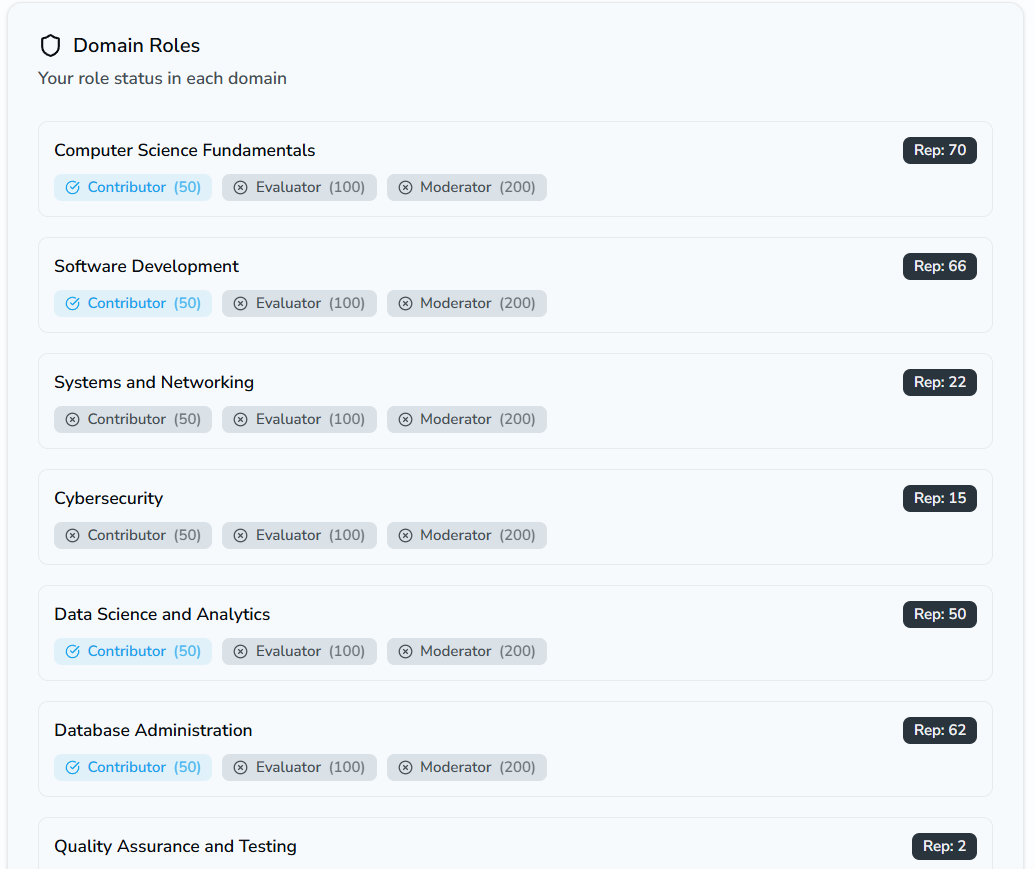 Domain Roles
Your role status in each domain
Computer Science Fundamentals
Rep: 70
Contributor (50) Evaluator (100) Moderator (200)
Software Development
Rep: 66
Contributor (50) Evaluator (100) Moderator (200)
Systems and Networking
Rep: 22
Contributor (50) Evaluator (100) Moderator (200)
Cybersecurity
Rep: 15
Contributor (50) Evaluator (100) Moderator (200)
Data Science and Analytics
Rep: 50
Contributor (50) Evaluator (100) Moderator (200)
Database Administration
Rep: 62
Contributor (50) Evaluator (100) Moderator (200)
Quality Assurance and Testing
Rep: 2